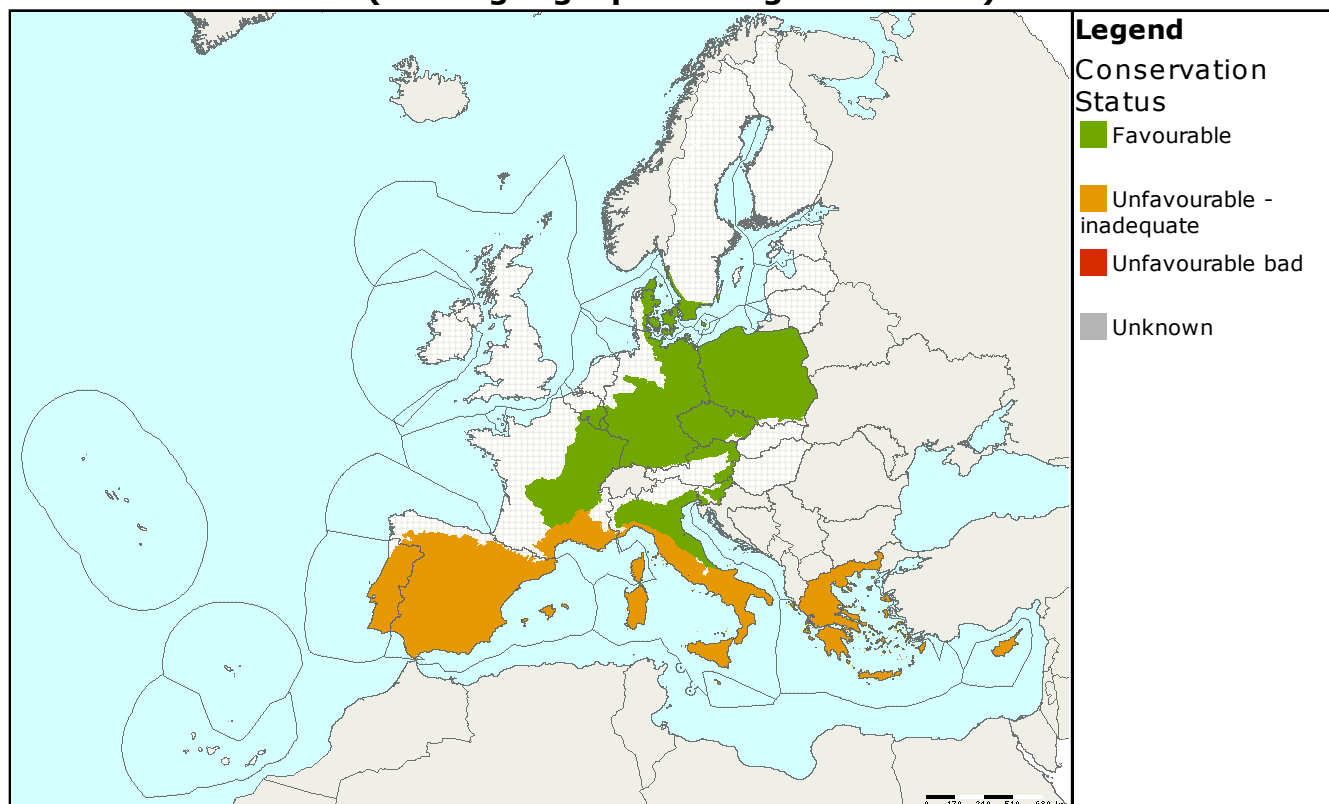 Legend
Conservation
Status
Favourable
Unfavourable -
inadequate
Unfavourable bad
Unknown